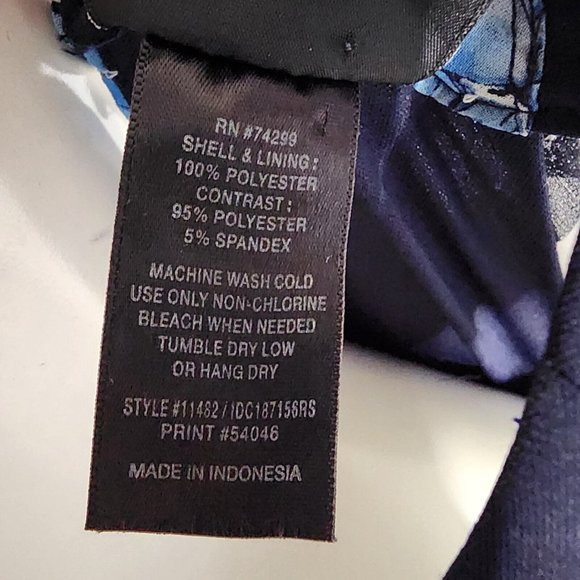 RN #74299
SHELL & LINING:
100% POLYESTER
CONTRAST:
95% POLYESTER
5% SPANDEX
MACHINE WASH COLD
USE ONLY NON-CHLORINE
BLEACH WHEN NEEDED
TUMBLE DRY LOW
OR HANG DRY
STYLE #11482 / IDC187156RS
PRINT #54046
MADE IN INDONESIA